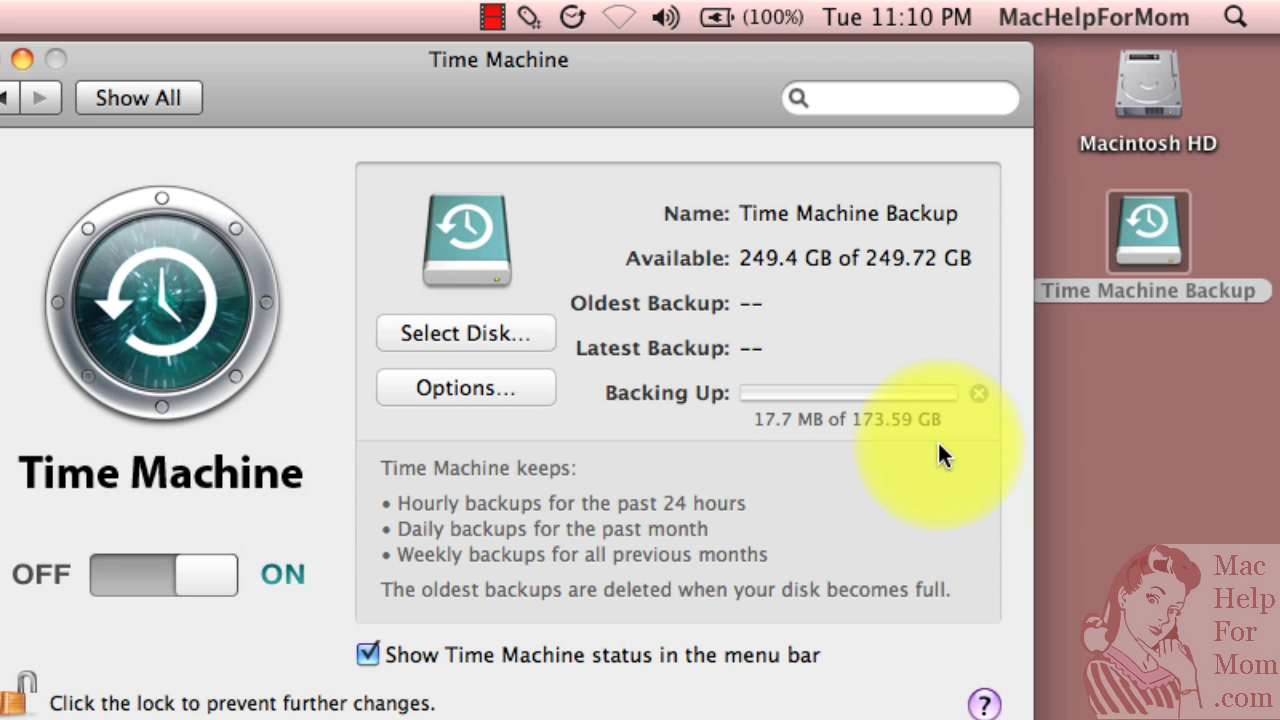 (100%) Tue 11:10 PM MacHelpForMom
Time Machine
Show All
Macintosh HD
Name: Time Machine Backup
Available: 249.4 GB of 249.72 GB
Time Machine Backup
Oldest Backup: --
Select Disk...
Latest Backup: --
Options...
Backing Up:
17.7 MB of 173.59 GB
Time Machine
Time Machine keeps:
• Hourly backups for the past 24 hours
• Daily backups for the past month
• Weekly backups for all previous months
The oldest backups are deleted when your disk becomes full.
OFF ON
Show Time Machine status in the menu bar
Click the lock to prevent further changes.
?
Mac
Help
For
Mom
.com